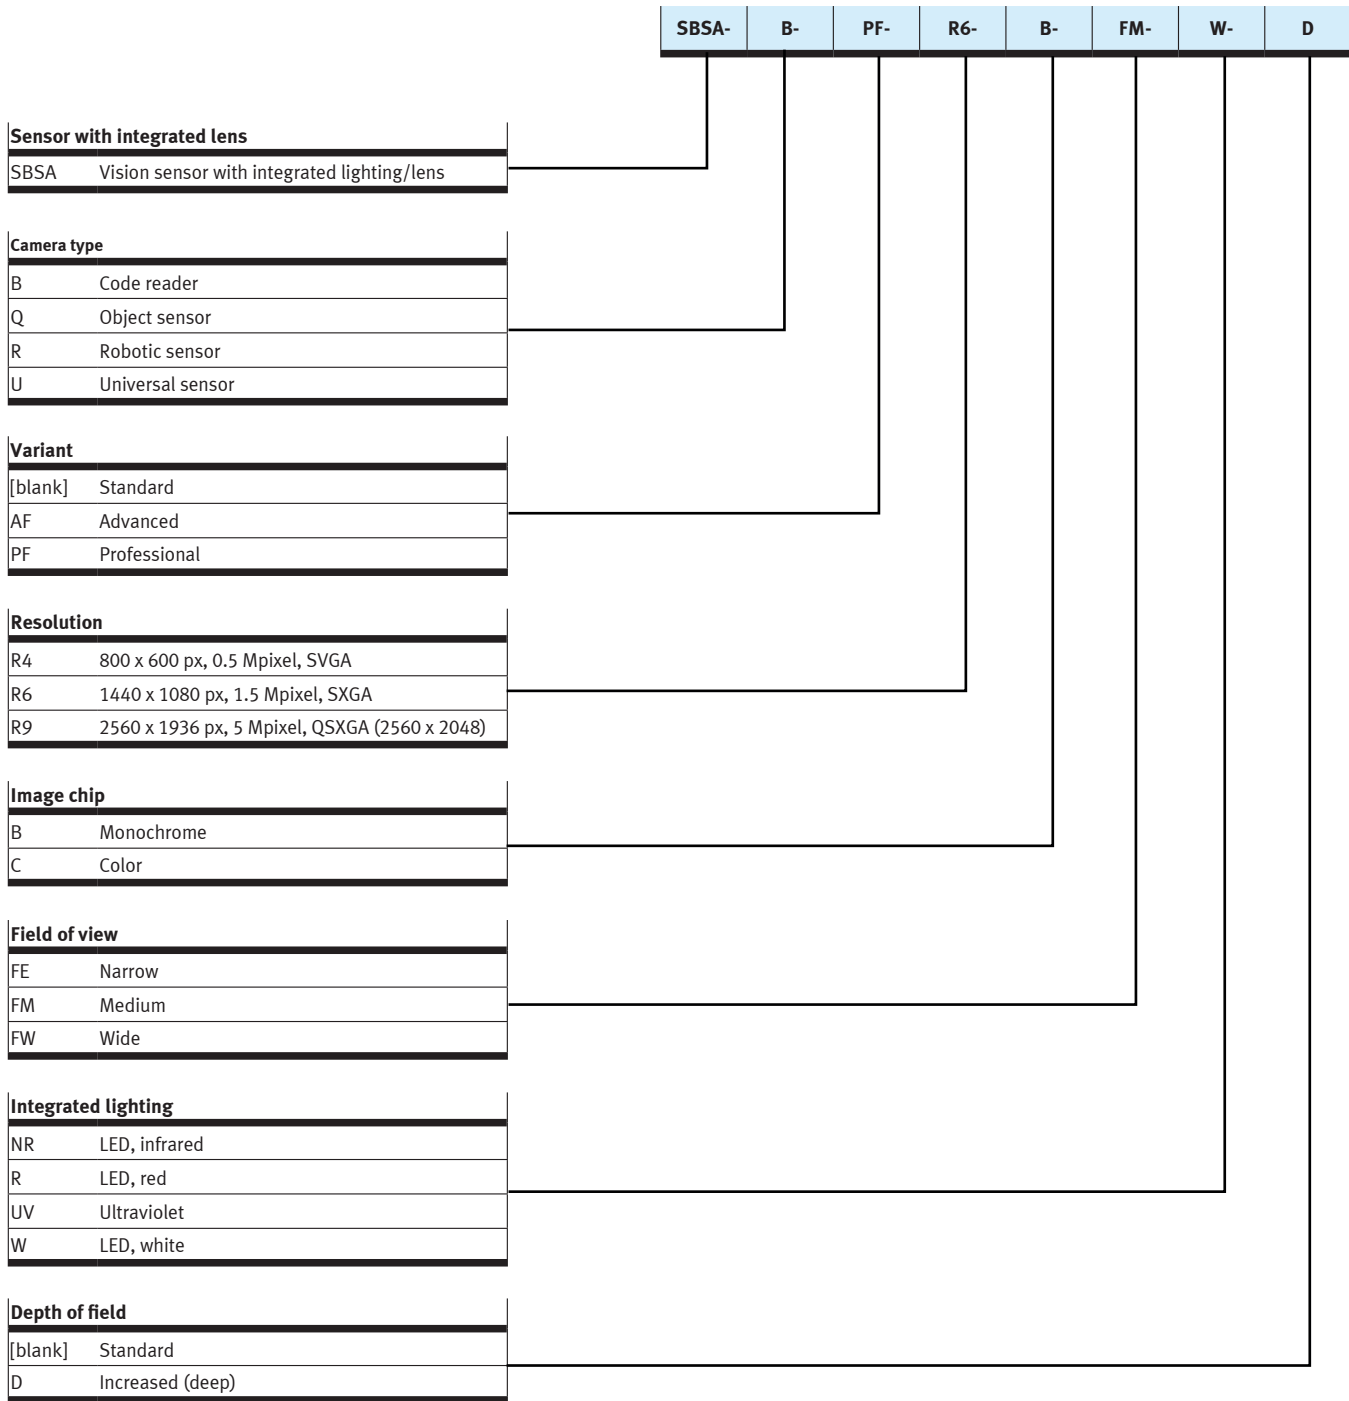 SBSA- B- PF- R6- B- FM- W- D
Sensor with integrated lens
SBSA Vision sensor with integrated lighting/lens
Camera type
B Code reader
Q Object sensor
R Robotic sensor
U Universal sensor
Variant
[blank] Standard
AF Advanced
PF Professional
Resolution
R4 800 x 600 px, 0.5 Mpixel, SVGA
R6 1440 x 1080 px, 1.5 Mpixel, SXGA
R9 2560 x 1936 px, 5 Mpixel, QSXGA (2560 x 2048)
Image chip
B Monochrome
C Color
Field of view
FE Narrow
FM Medium
FW Wide
Integrated lighting
NR LED, infrared
R LED, red
UV Ultraviolet
W LED, white
Depth of field
[blank] Standard
D Increased (deep)